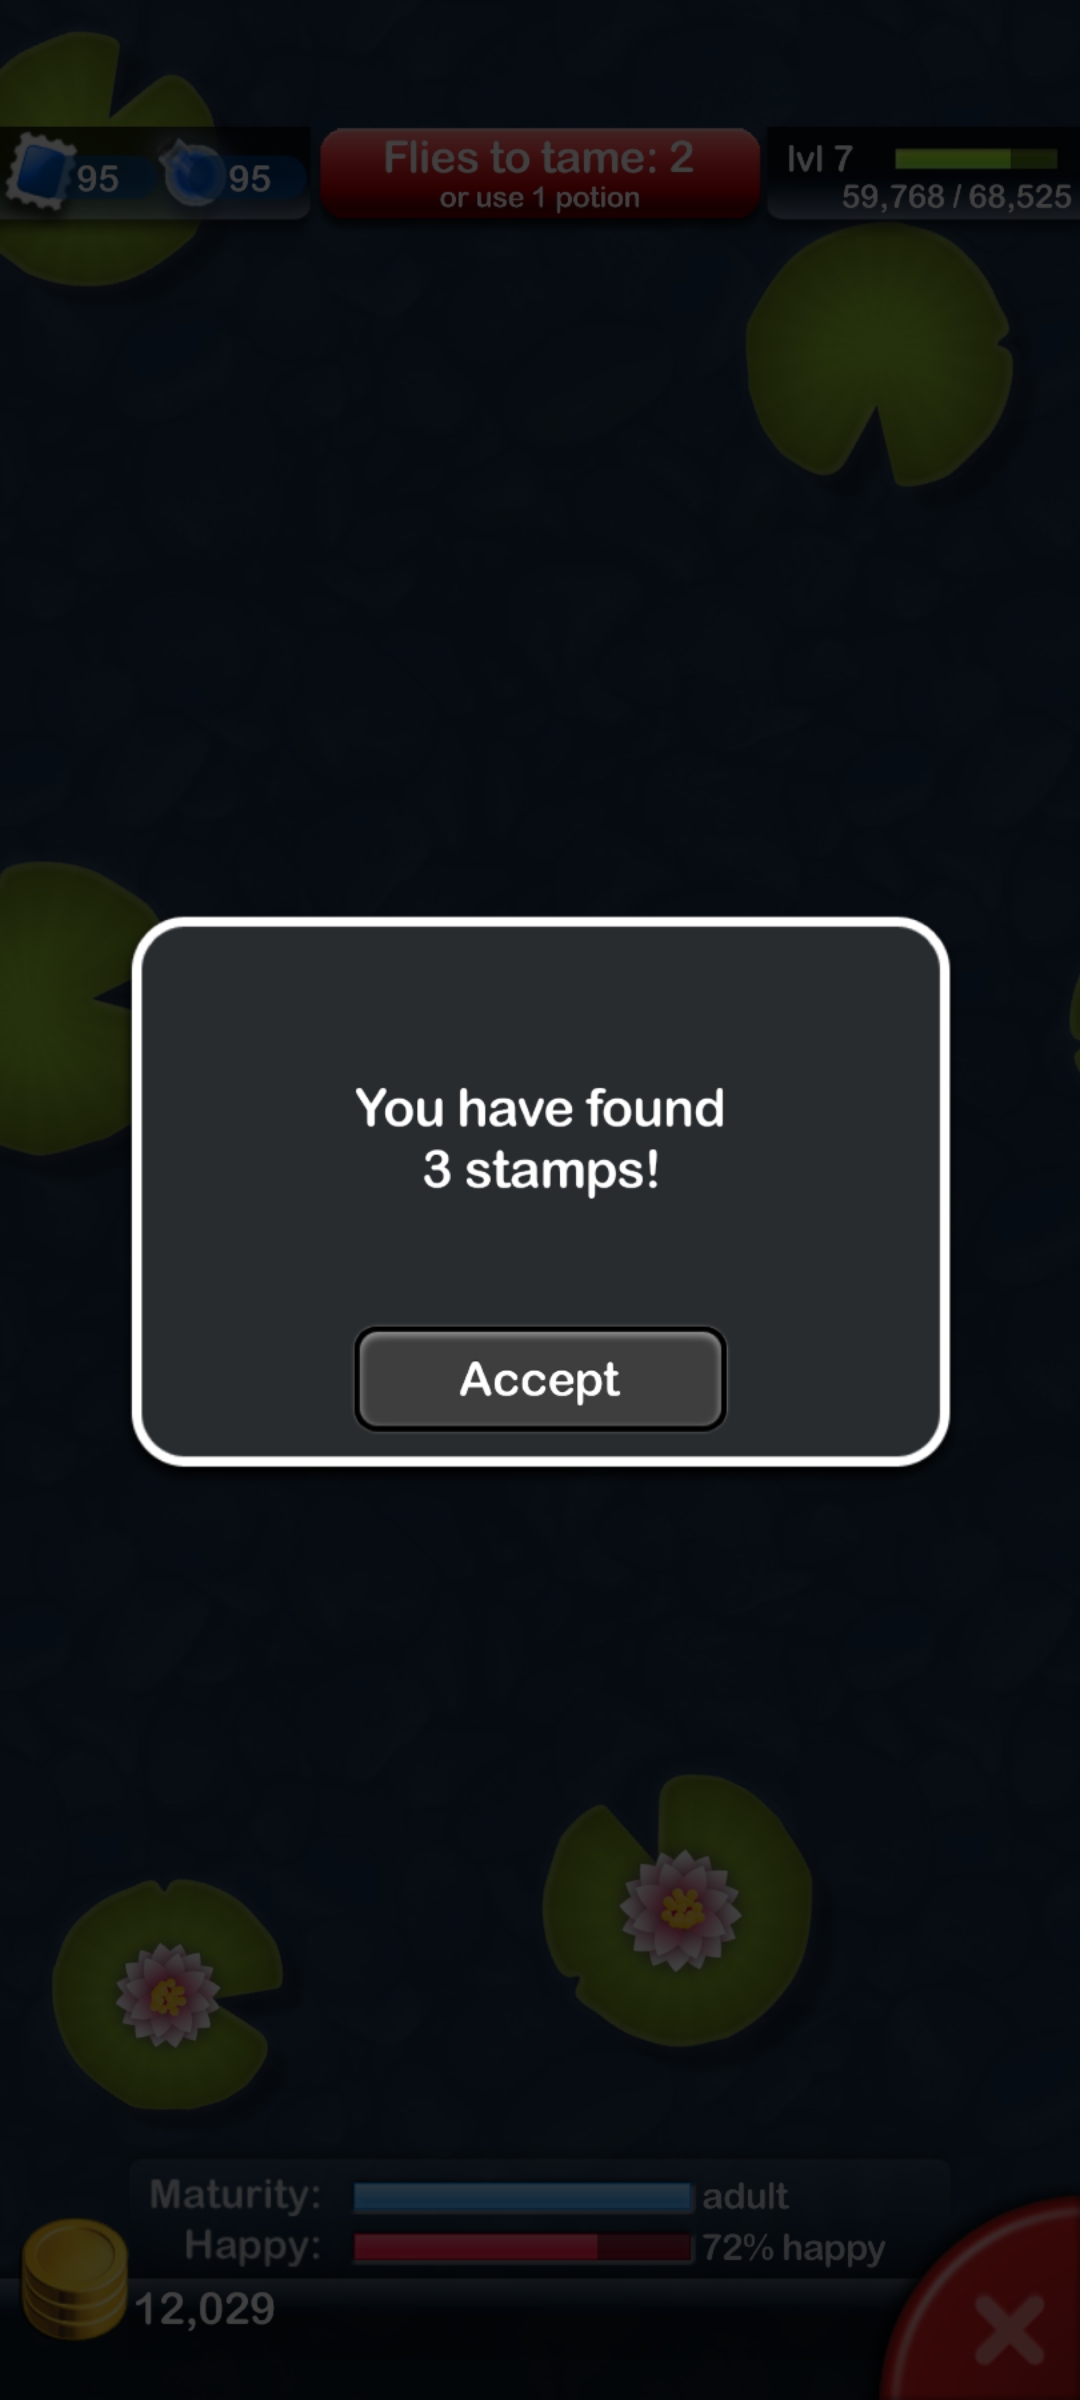 95
95
Flies to tame: 2
or use 1 potion
lvl 7
59,768 / 68,525
You have found
3 stamps!
Accept
Maturity:
adult
Happy:
72% happy
12,029